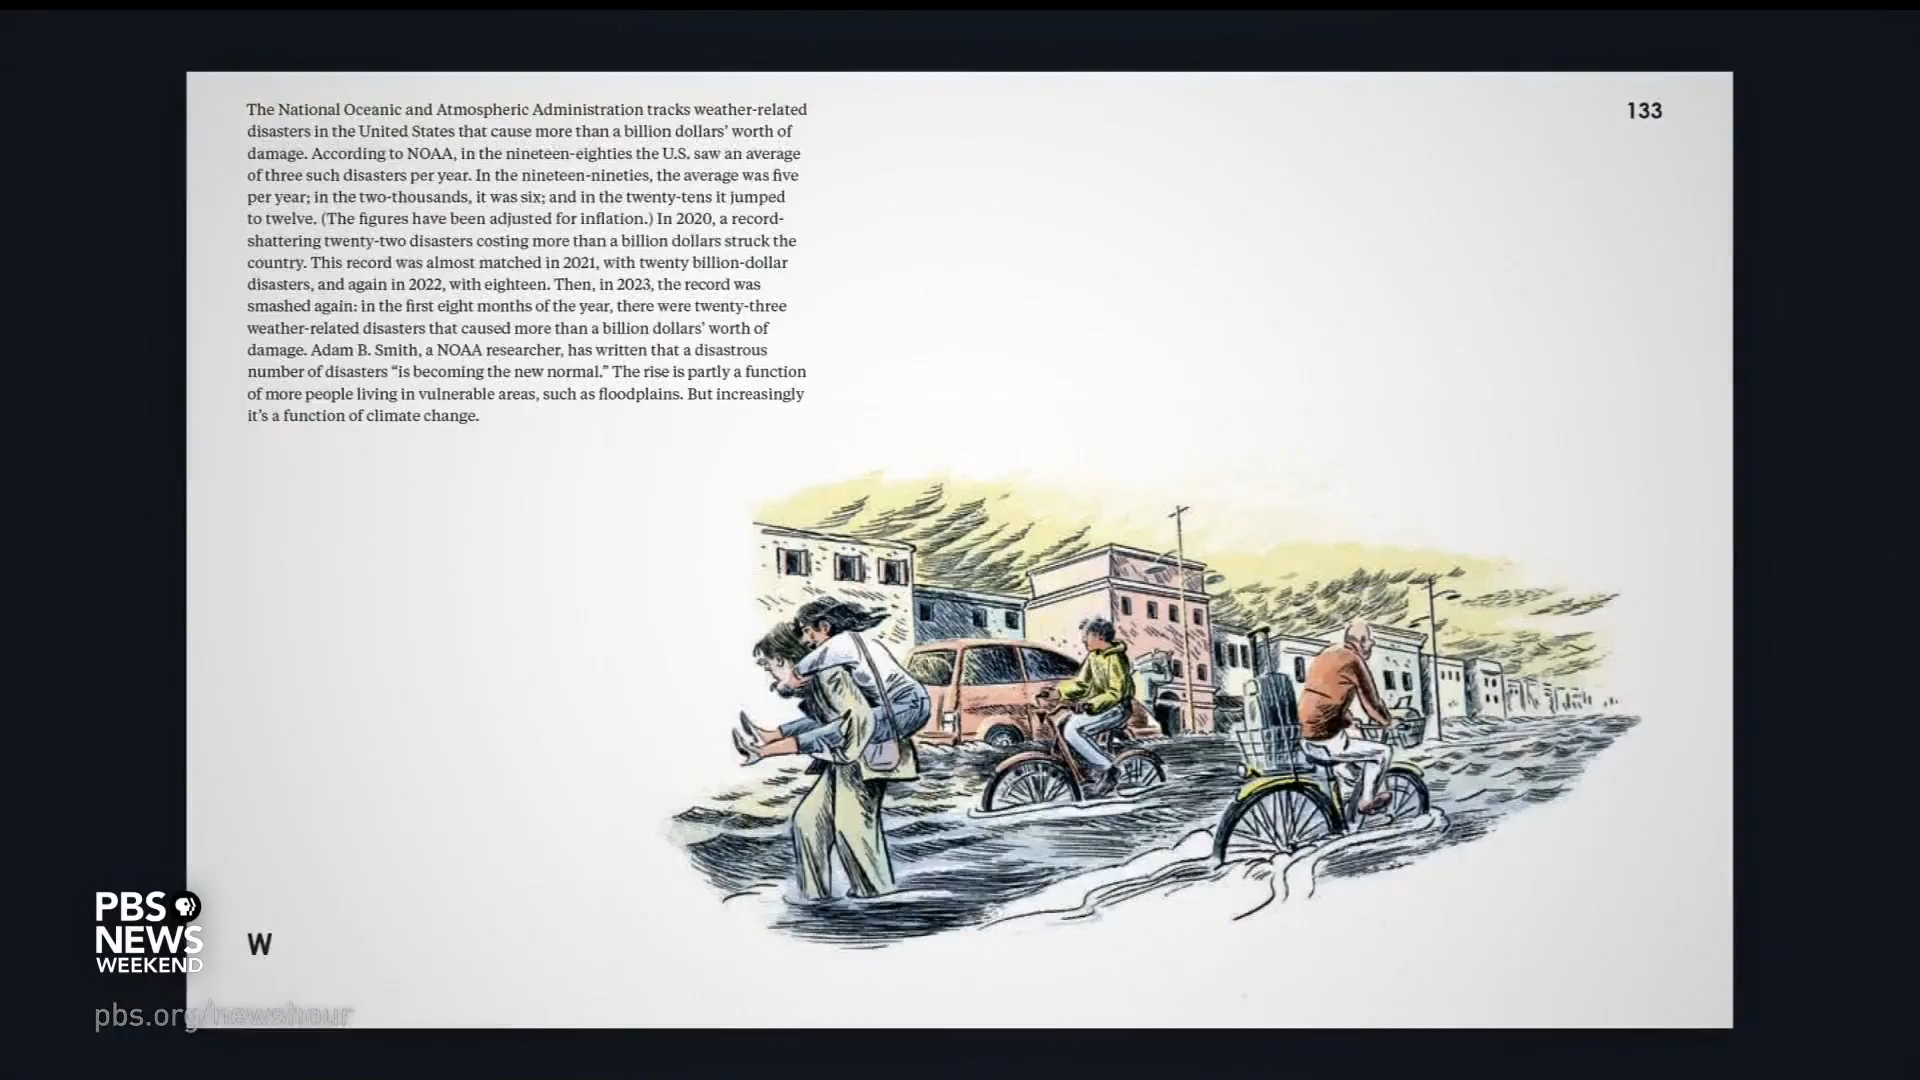 The National Oceanic and Atmospheric Administration tracks weather-related
disasters in the United States that cause more than a billion dollars’ worth of
damage. According to NOAA, in the nineteen-eighties the U.S. saw an average
of three such disasters per year. In the nineteen-nineties, the average was five
per year; in the two-thousands, it was six; and in the twenty-tens it jumped
to twelve. (The figures have been adjusted for inflation.) In 2020, a record-
shattering twenty-two disasters costing more than a billion dollars struck the
country. This record was almost matched in 2021, with twenty billion-dollar
disasters, and again in 2022, with eighteen. Then, in 2023, the record was
smashed again: in the first eight months of the year, there were twenty-three
weather-related disasters that caused more than a billion dollars’ worth of
damage. Adam B. Smith, a NOAA researcher, has written that a disastrous
number of disasters “is becoming the new normal.” The rise is partly a function
of more people living in vulnerable areas, such as floodplains. But increasingly
it’s a function of climate change.
133
W
PBS
NEWS
WEEKEND
pbs.org/newshour